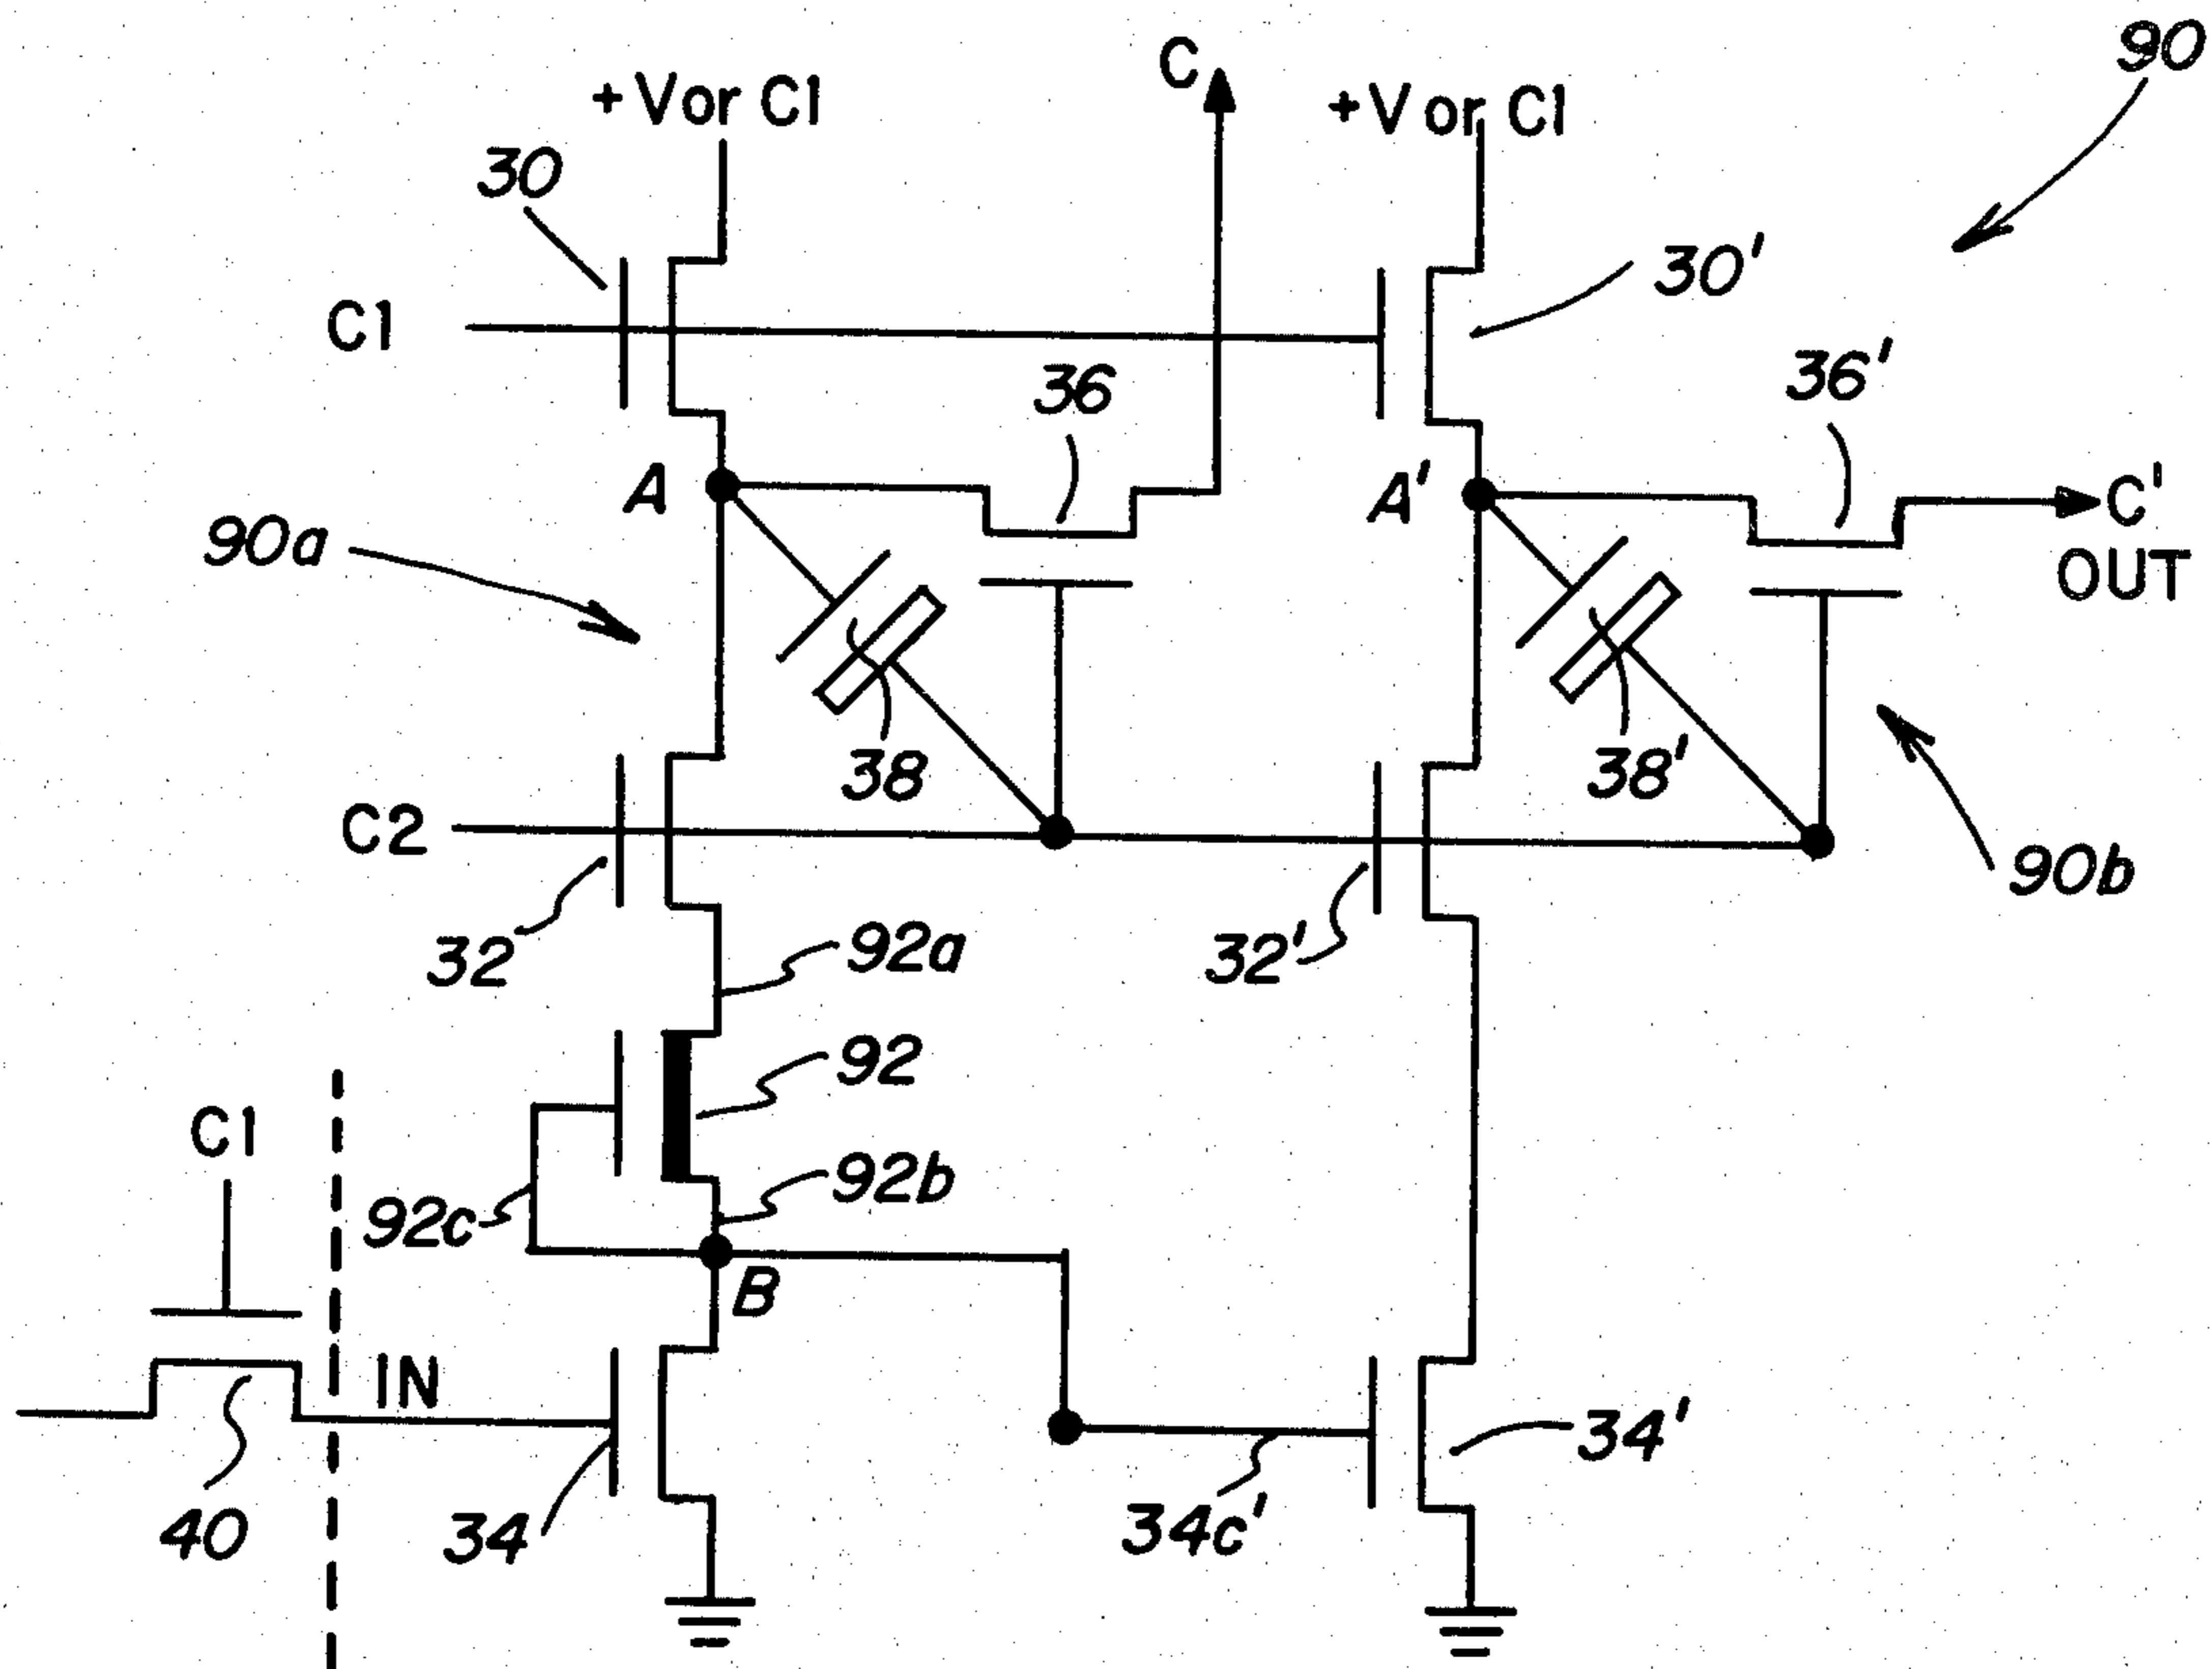 90
C
+V or C1
+V or C1
30
30'
C1
36
36'
A
A'
C'
OUT
90a
38
38'
C2
90b
32
92a
32'
92
C1
92b
92c
B
IN
34'
40
34
34c'